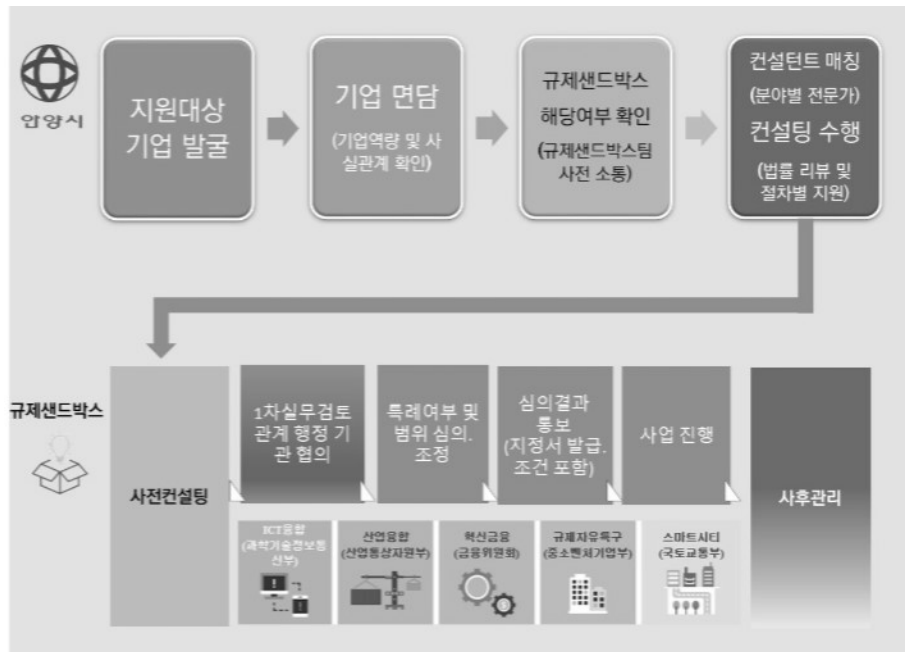 안양시
지원대상
기업 발굴
기업 면담
(기업역량 및 사
실관계 확인)
규제샌드박스
해당여부 확인
(규제샌드박스팀
사전 소통)
컨설턴트 매칭
(분야별 전문가)
컨설팅 수행
(법률 리뷰 및
절차별 지원)
규제샌드박스
사전컨설팅
1차실무검토
관계 행정 기
관 협의
특례여부 및
범위 심의.
조정
심의결과
통보
(지정서 발급.
조건 포함)
사업 진행
사후관리
ICT융합
(과학기술정보통
신부)
산업융합
(산업통상자원부)
혁신금융
(금융위원회)
규제자유특구
(중소벤처기업부)
스마트시티
(국토교통부)